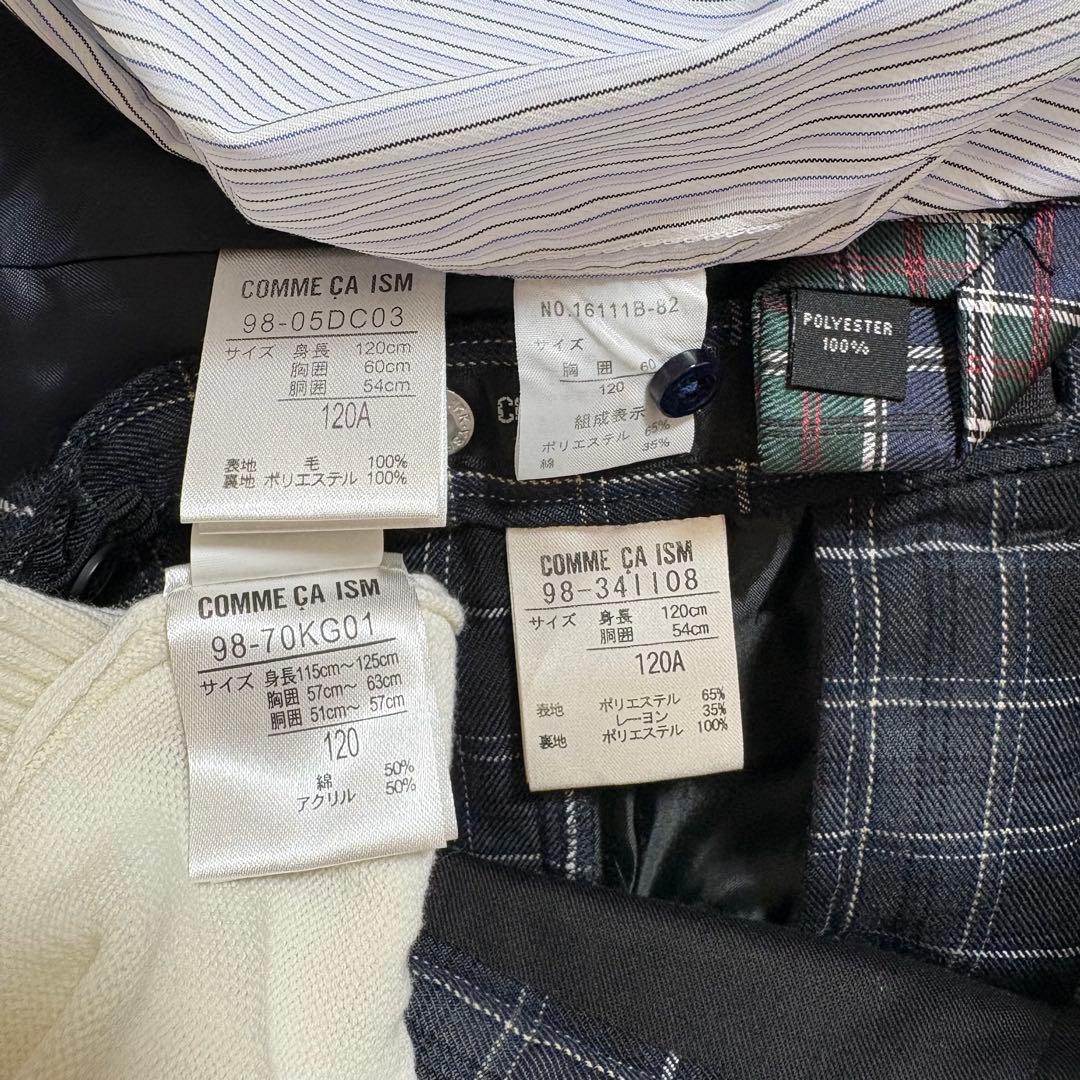 COMME ÇA ISM
98-05DC03
サイズ 身長 120cm
胸囲 60cm
胴囲 54cm
120A
表地 毛 100%
裏地 ポリエステル 100%
NO.16111B-82
サイズ
胸囲 60
120
組成表示
ポリエステル 65%
綿 35%
POLYESTER
100%
COMME ÇA ISM
98-70KG01
サイズ 身長115cm～125cm
胸囲 57cm～ 63cm
胴囲 51cm～ 57cm
120
綿 50%
アクリル 50%
COMME ÇA ISM
98-34II08
サイズ 身長 120cm
胴囲 54cm
120A
表地 ポリエステル 65%
レーヨン 35%
裏地 ポリエステル 100%